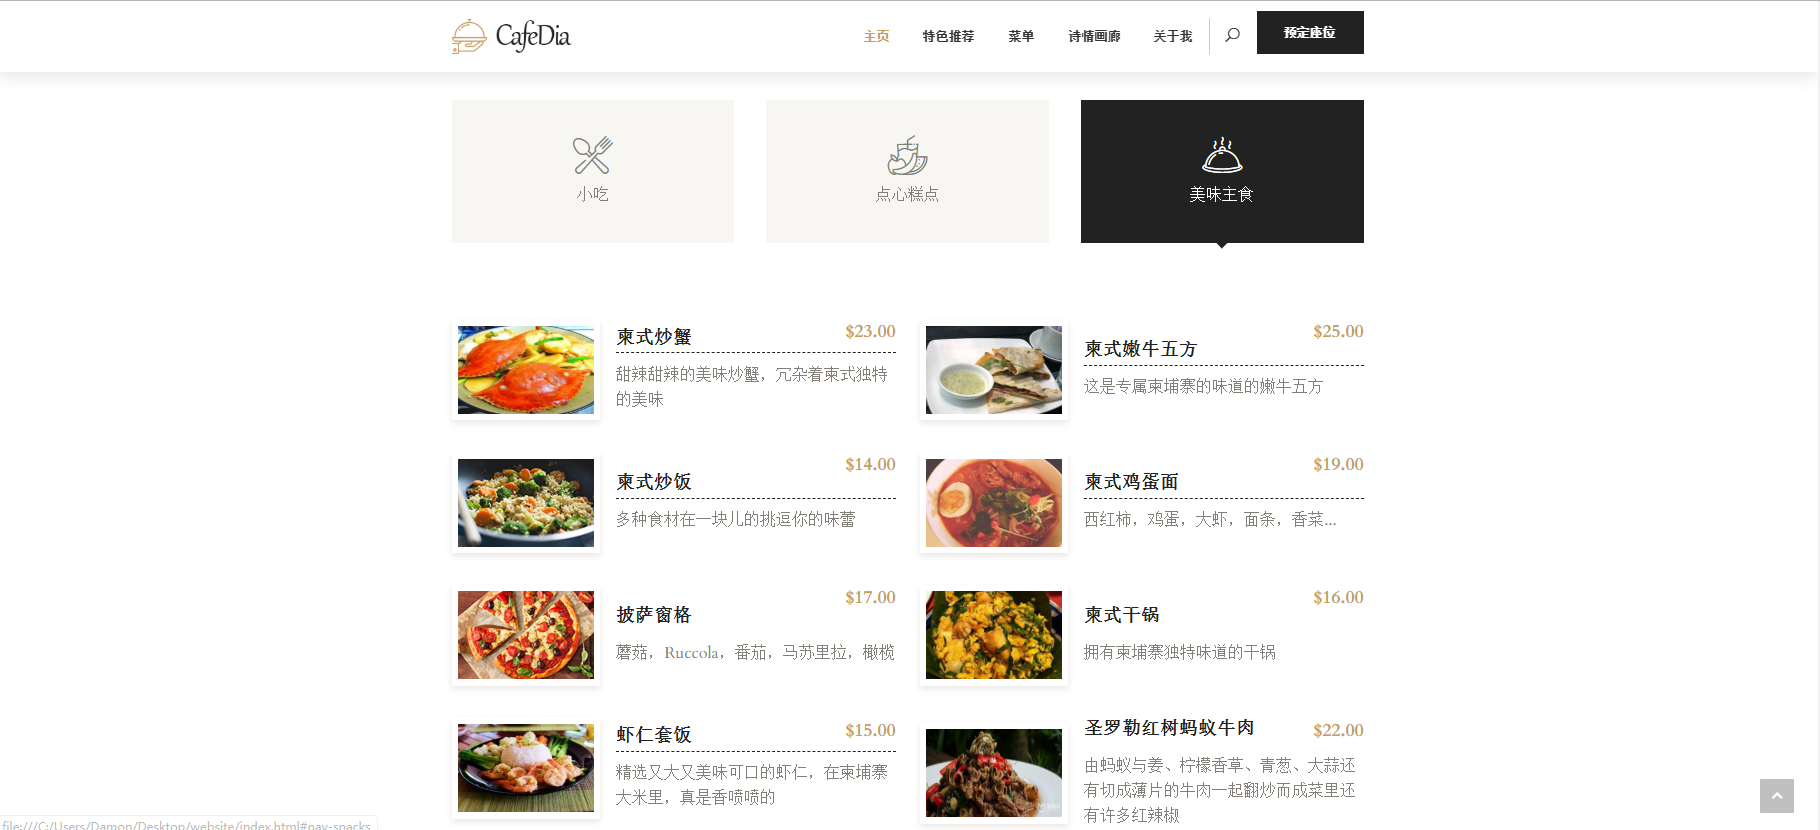 CafeDia
主页
特色推荐
菜单
诗情画廊
关于我
预定座位
小吃
点心糕点
美味主食
柬式炒蟹
$23.00
甜辣甜辣的美味炒蟹，冗杂着柬式独特
的美味
柬式嫩牛五方
$25.00
这是专属柬埔寨的味道的嫩牛五方
柬式炒饭
$14.00
多种食材在一块儿的挑逗你的味蕾
柬式鸡蛋面
$19.00
西红柿，鸡蛋，大虾，面条，香菜...
披萨窗格
$17.00
蘑菇，Ruccola，番茄，马苏里拉，橄榄
柬式干锅
$16.00
拥有柬埔寨独特味道的干锅
虾仁套饭
$15.00
精选又大又美味可口的虾仁，在柬埔寨
大米里，真是香喷喷的
圣罗勒红树蚂蚁牛肉
$22.00
由蚂蚁与姜、柠檬香草、青葱、大蒜还
有切成薄片的牛肉一起翻炒而成菜里还
有许多红辣椒
file:///C:/Users/Damon/Desktop/website/index.html#nav-snacks